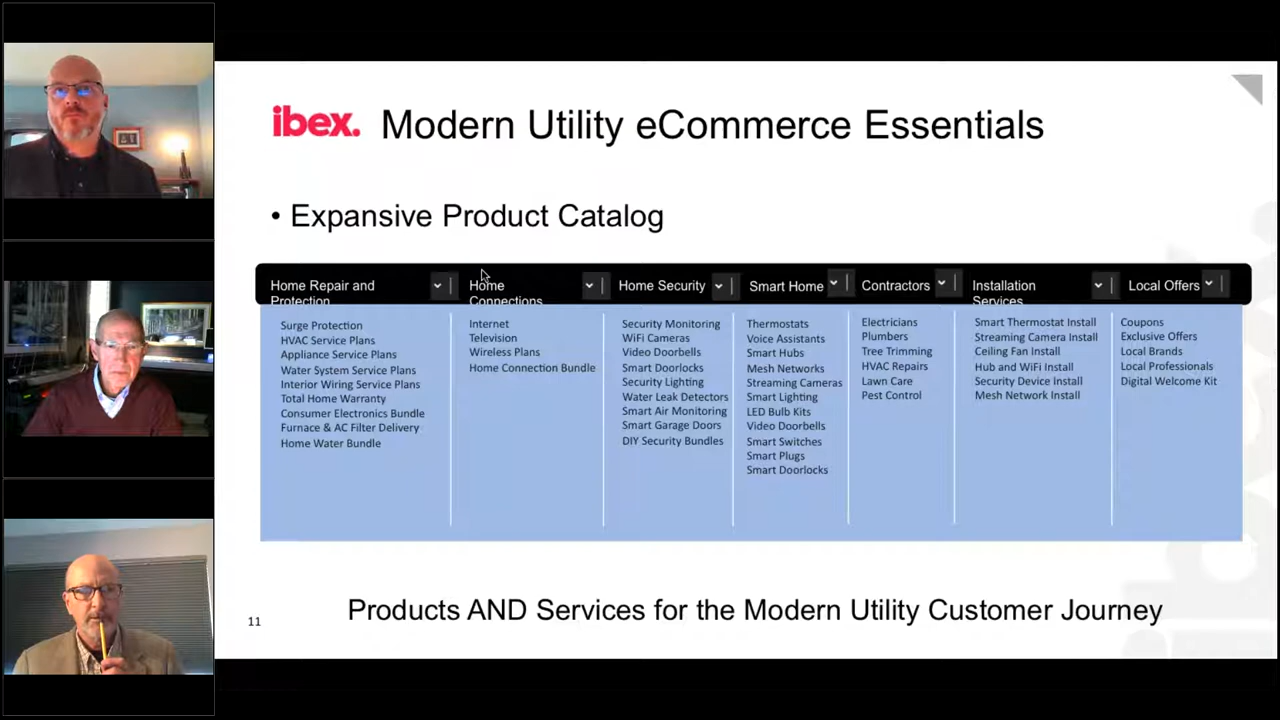 ibex. Modern Utility eCommerce Essentials
• Expansive Product Catalog
Home Repair and Protection
Home Connections
Home Security
Smart Home
Contractors
Installation Services
Local Offers
Surge Protection
HVAC Service Plans
Appliance Service Plans
Water System Service Plans
Interior Wiring Service Plans
Total Home Warranty
Consumer Electronics Bundle
Furnace & AC Filter Delivery
Home Water Bundle
Internet
Television
Wireless Plans
Home Connection Bundle
Security Monitoring
WiFi Cameras
Video Doorbells
Smart Doorlocks
Security Lighting
Water Leak Detectors
Smart Air Monitoring
Smart Garage Doors
DIY Security Bundles
Thermostats
Voice Assistants
Smart Hubs
Mesh Networks
Streaming Cameras
Smart Lighting
LED Bulb Kits
Video Doorbells
Smart Switches
Smart Plugs
Smart Doorlocks
Electricians
Plumbers
Tree Trimming
HVAC Repairs
Lawn Care
Pest Control
Smart Thermostat Install
Streaming Camera Install
Ceiling Fan Install
Hub and WiFi Install
Security Device Install
Mesh Network Install
Coupons
Exclusive Offers
Local Brands
Local Professionals
Digital Welcome Kit
11
Products AND Services for the Modern Utility Customer Journey